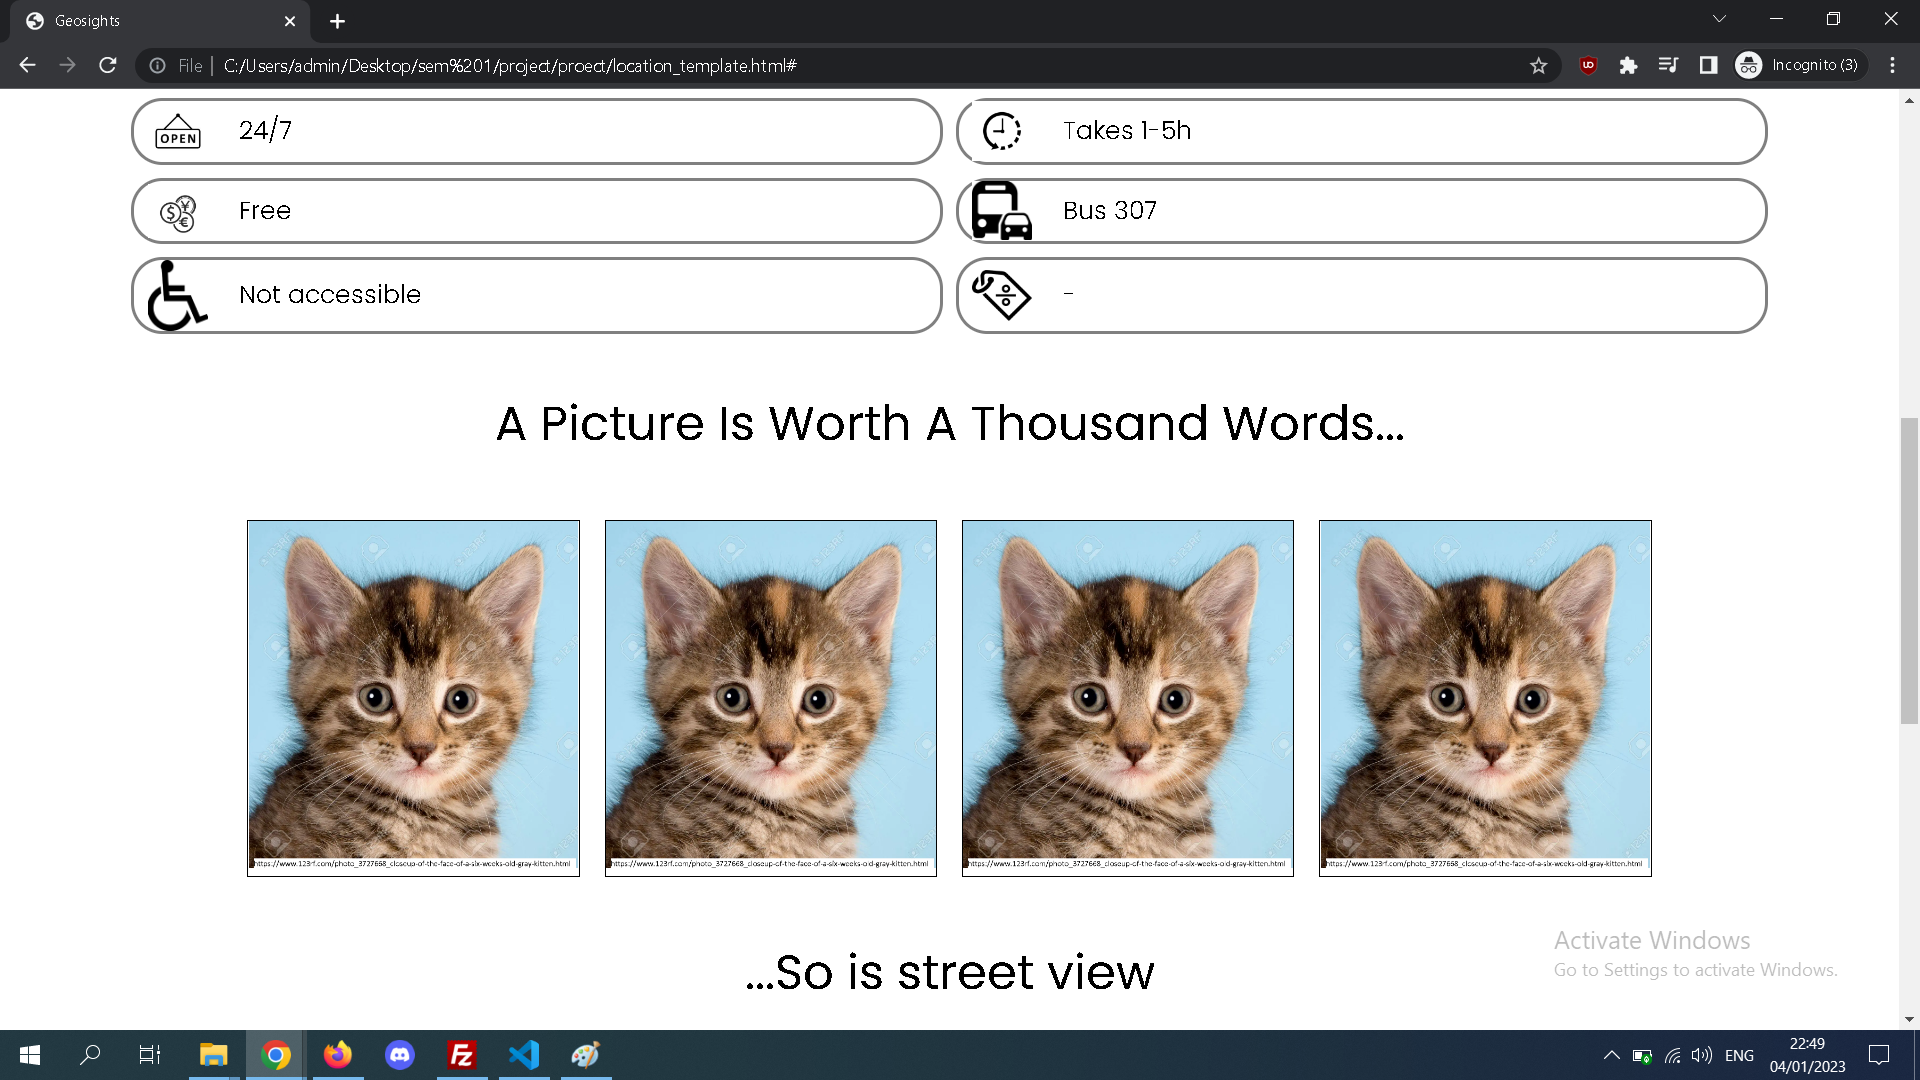 Geosights
File | C:/Users/admin/Desktop/sem%201/project/proect/location_template.html#
Incognito (3)
OPEN
24/7
Takes 1-5h
Free
Bus 307
Not accessible
-
A Picture Is Worth A Thousand Words...
https://www.123rf.com/photo_3727668_closeup-of-the-face-of-a-six-weeks-old-gray-kitten.html
https://www.123rf.com/photo_3727668_closeup-of-the-face-of-a-six-weeks-old-gray-kitten.html
https://www.123rf.com/photo_3727668_closeup-of-the-face-of-a-six-weeks-old-gray-kitten.html
https://www.123rf.com/photo_3727668_closeup-of-the-face-of-a-six-weeks-old-gray-kitten.html
...So is street view
Activate Windows
Go to Settings to activate Windows.
ENG
22:49
04/01/2023